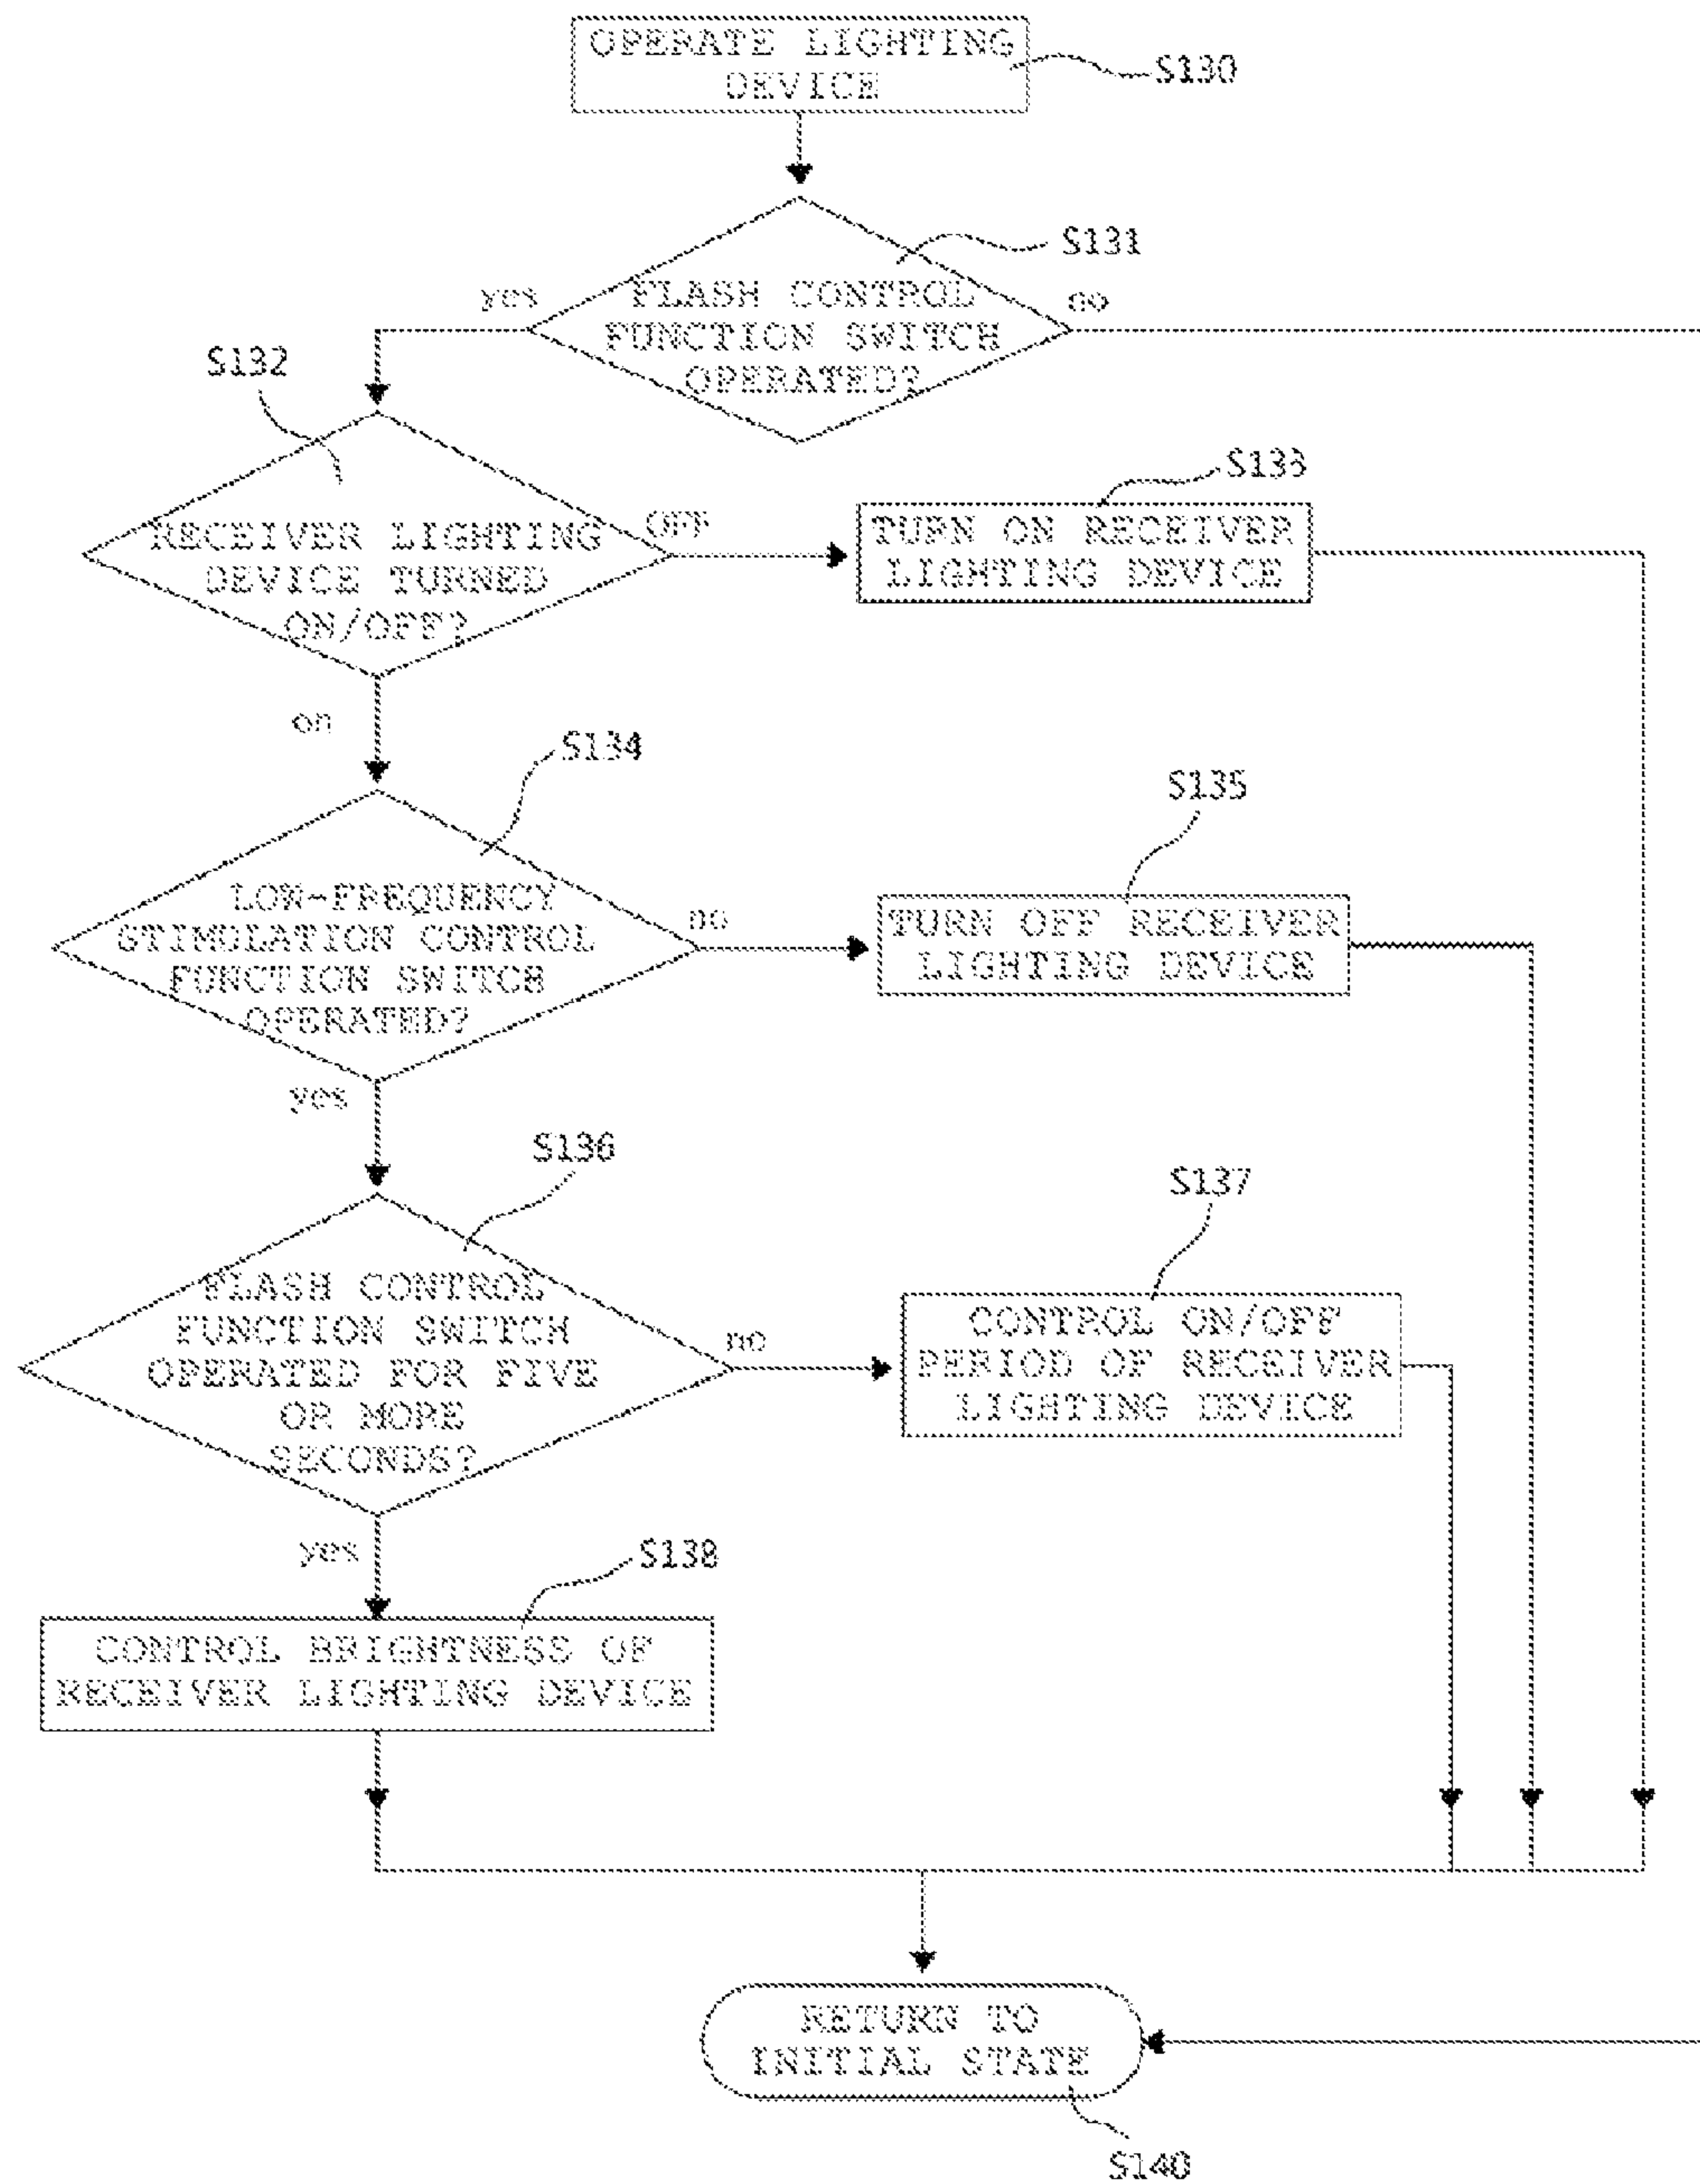 OPERATE LIGHTING
DEVICE
S130
S131
yes
FLASH CONTROL
FUNCTION SWITCH
OPERATED?
no
S132
RECEIVER LIGHTING
DEVICE TURNED
ON/OFF?
OFF
S133
TURN ON RECEIVER
LIGHTING DEVICE
on
S134
LOW-FREQUENCY
STIMULATION CONTROL
FUNCTION SWITCH
OPERATED?
no
S135
TURN OFF RECEIVER
LIGHTING DEVICE
yes
S136
FLASH CONTROL
FUNCTION SWITCH
OPERATED FOR FIVE
OR MORE
SECONDS?
no
S137
CONTROL ON/OFF
PERIOD OF RECEIVER
LIGHTING DEVICE
yes
S138
CONTROL BRIGHTNESS OF
RECEIVER LIGHTING DEVICE
RETURN TO
INITIAL STATE
S140